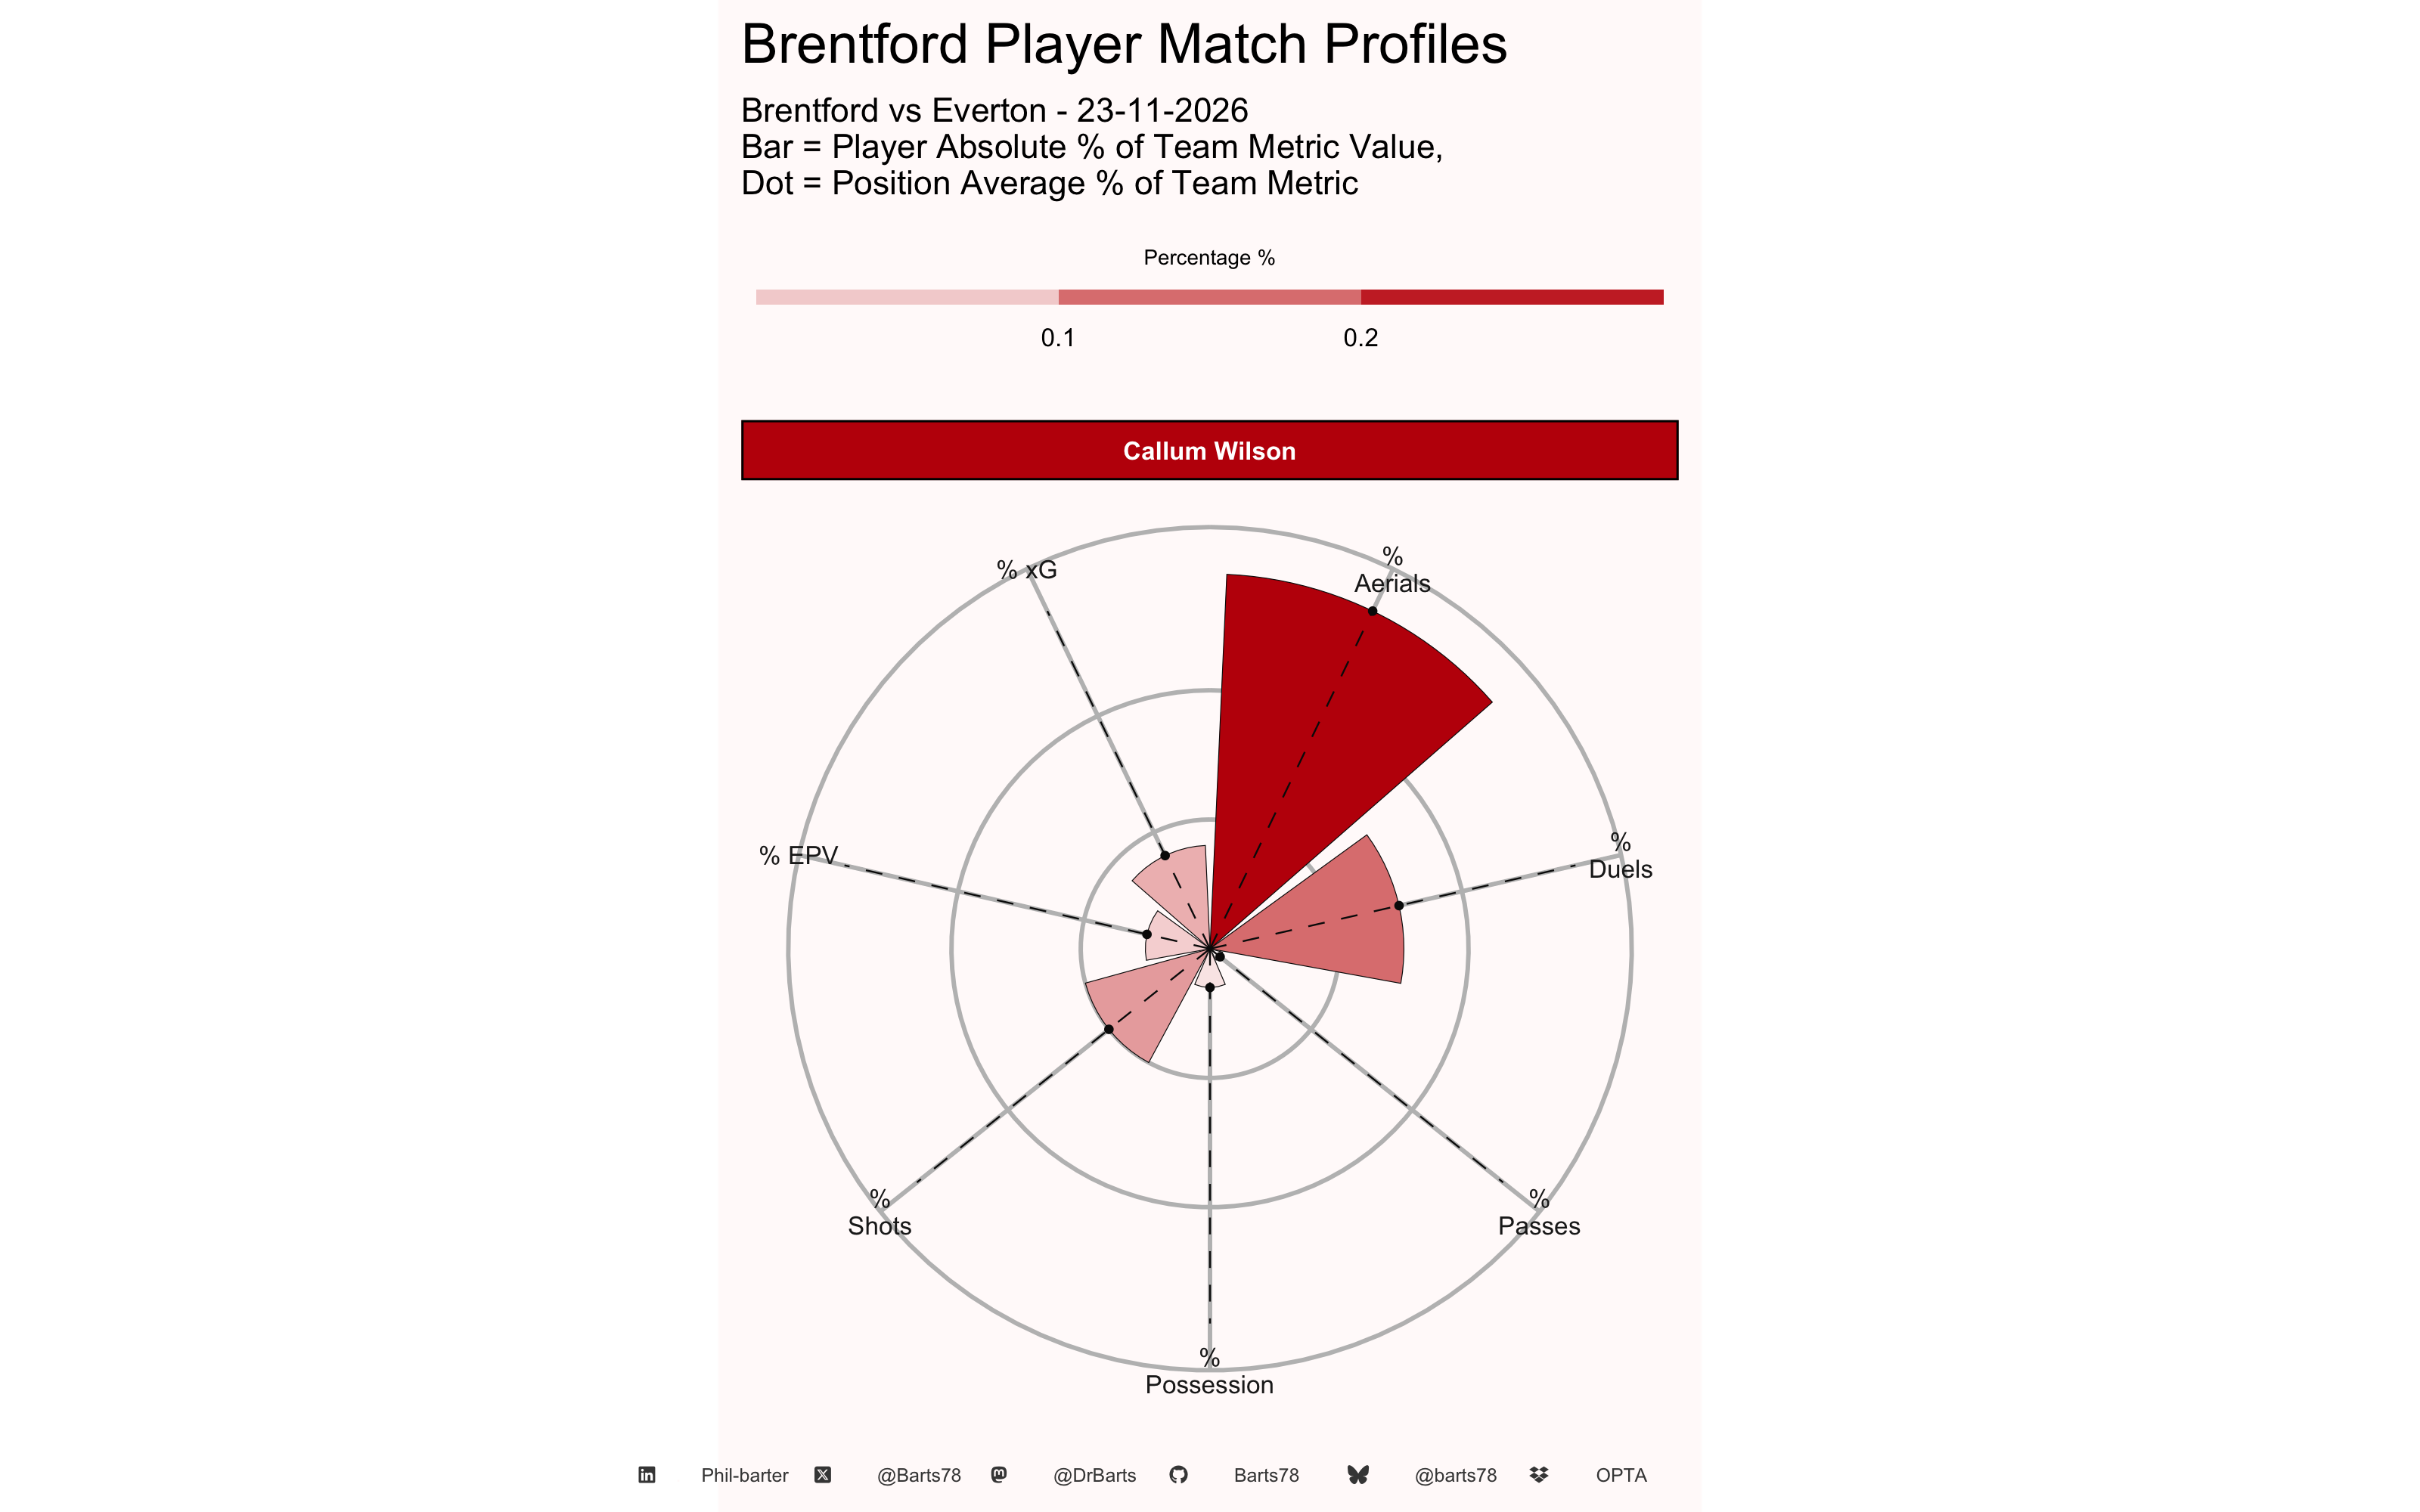 Brentford Player Match Profiles
Brentford vs Everton - 23-11-2026
Bar = Player Absolute % of Team Metric Value,
Dot = Position Average % of Team Metric
Percentage %
0.1
0.2
Callum Wilson
% xG
%
Aerials
%
Duels
% EPV
%
Shots
%
Passes
%
Possession
Phil-barter
@Barts78
@DrBarts
Barts78
@barts78
OPTA